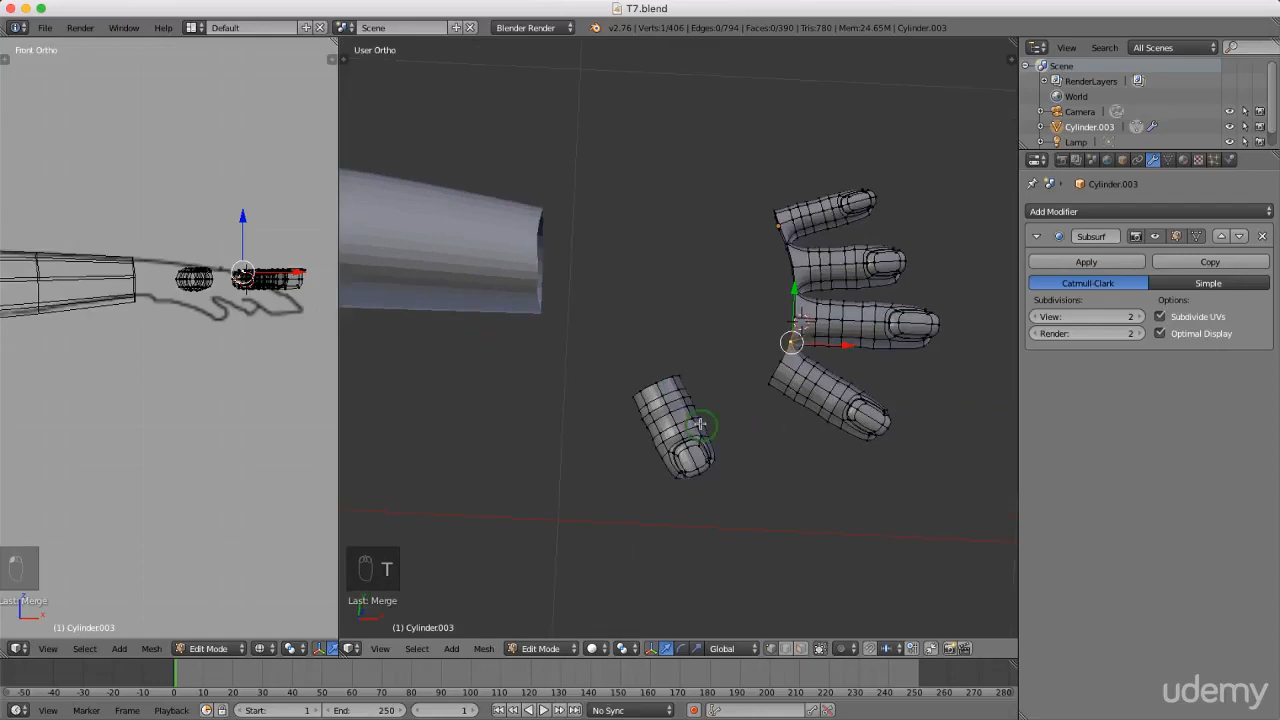 T7.blend
File Render Window Help Default Scene Blender Render v2.76 | Verts:1/406 | Edges:0/794 | Faces:0/390 | Tris:780 | Mem:24.65M | Cylinder.003
Front Ortho
User Ortho
View Search All Scenes
Scene
RenderLayers
World
Camera
Cylinder.003
Lamp
Cylinder.003
Add Modifier
Subsurf
Apply Copy
Catmull-Clark Simple
Subdivisions: Options:
View: 2 Subdivide UVs
Render: 2 Optimal Display
T
Last: Merge
Last: Merge
z
x
(1) Cylinder.003
(1) Cylinder.003
View Select Add Mesh Edit Mode
View Select Add Mesh Edit Mode Global
-50 -40 -30 -20 -10 0 10 20 30 40 50 60 70 80 90 100 110 120 130 140 150 160 170 180 190 200 210 220 230 240 250 260 270 280
View Marker Frame Playback Start: 1 End: 250 1 No Sync
udemy